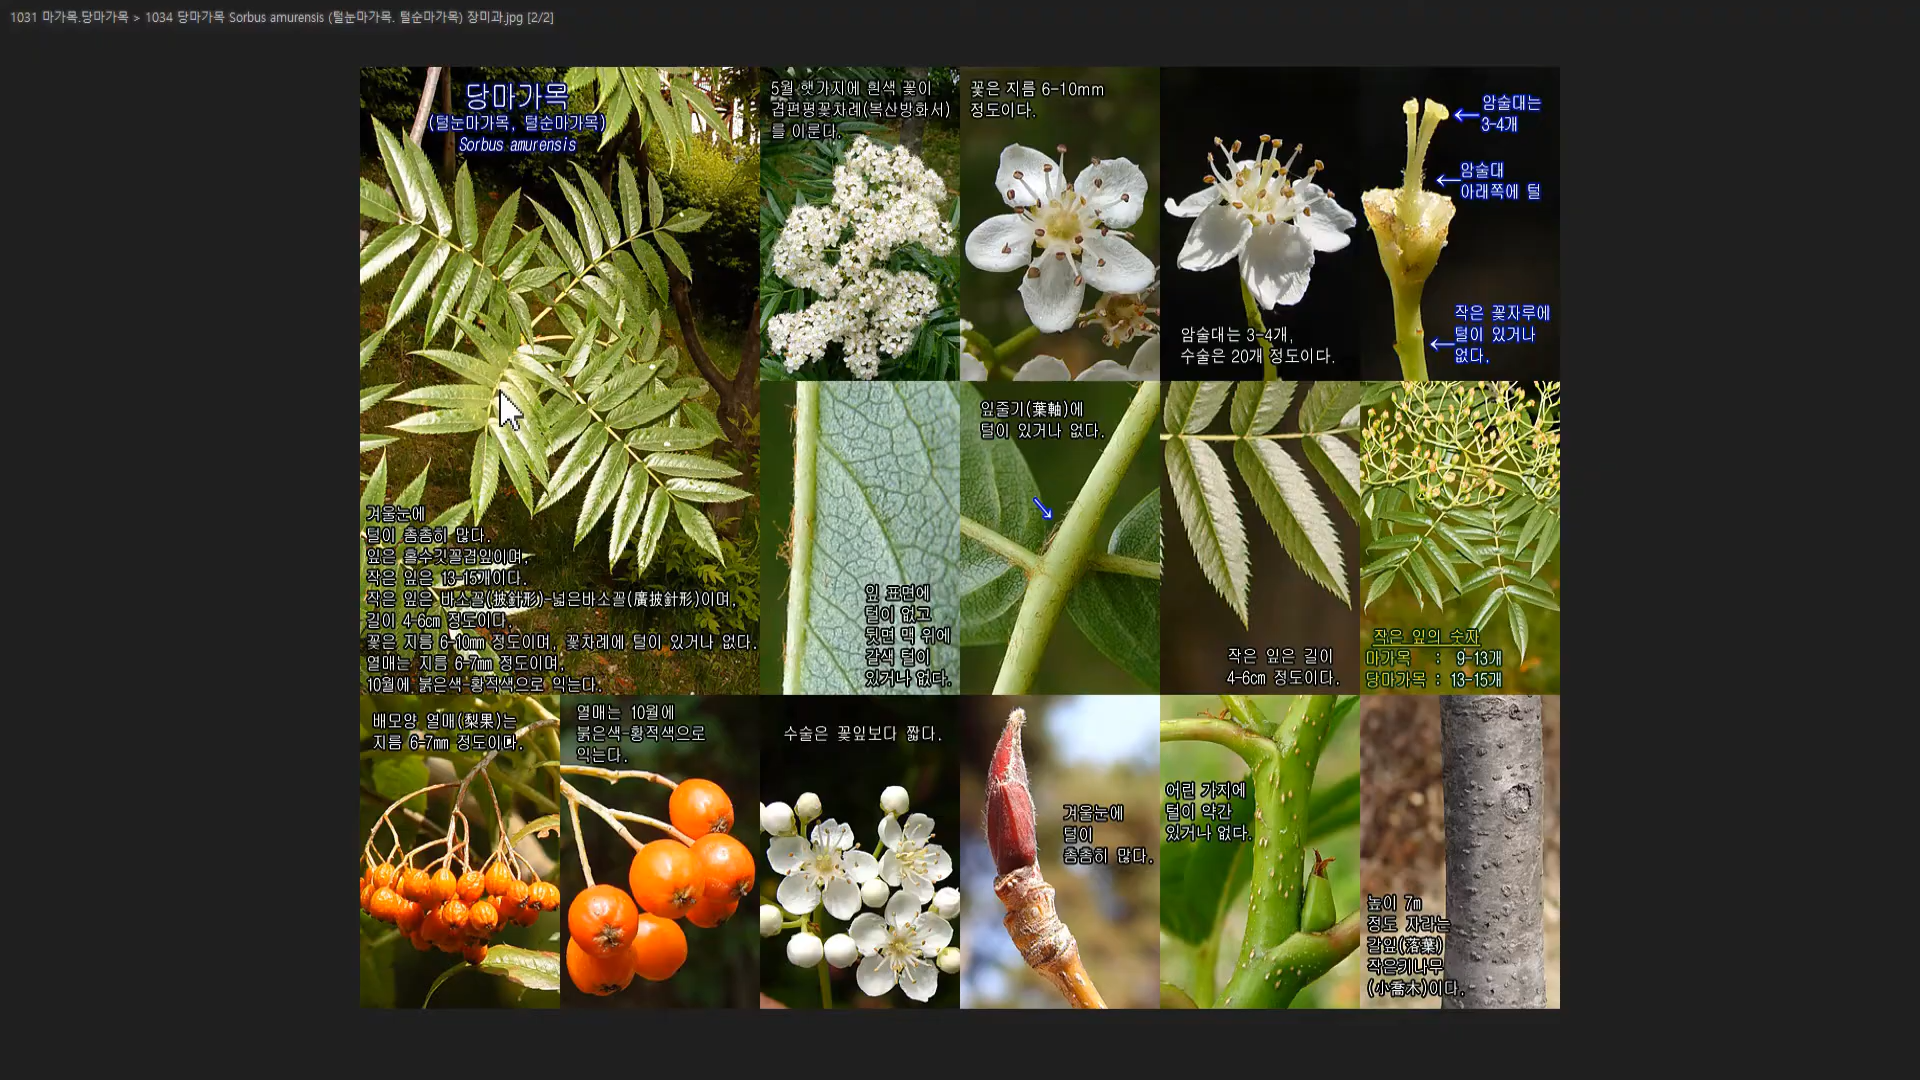 1031 마가목.당마가목 > 1034 당마가목 Sorbus amurensis (털눈마가목. 털순마가목) 장미과.jpg [2/2]
당마가목
(털눈마가목, 털순마가목)
Sorbus amurensis
겨울눈에
털이 촘촘히 많다.
잎은 홀수깃꼴겹잎이며,
작은 잎은 13-15개이다.
작은 잎은 바소꼴(披針形)-넓은바소꼴(廣披針形)이며,
길이 4-6cm 정도이다.
꽃은 지름 6-10mm 정도이며, 꽃차례에 털이 있거나 없다.
열매는 지름 6-7mm 정도이며,
10월에 붉은색-황적색으로 익는다.
5월 햇가지에 흰색 꽃이
겹편평꽃차례(복산방화서)
를 이룬다.
꽃은 지름 6-10mm
정도이다.
암술대는 3-4개,
수술은 20개 정도이다.
암술대는
3-4개
암술대
아래쪽에 털
작은 꽃자루에
털이 있거나
없다.
잎 표면에
털이 없고
뒷면 맥 위에
갈색 털이
있거나 없다.
잎줄기(葉軸)에
털이 있거나 없다.
작은 잎은 길이
4-6cm 정도이다.
작은 잎의 숫자
마가목 : 9-13개
당마가목 : 13-15개
배모양 열매(梨果)는
지름 6-7mm 정도이다.
열매는 10월에
붉은색-황적색으로
익는다.
수술은 꽃잎보다 짧다.
겨울눈에
털이
촘촘히 많다.
어린 가지에
털이 약간
있거나 없다.
높이 7m
정도 자라는
갈잎(落葉)
작은키나무
(小喬木)이다.